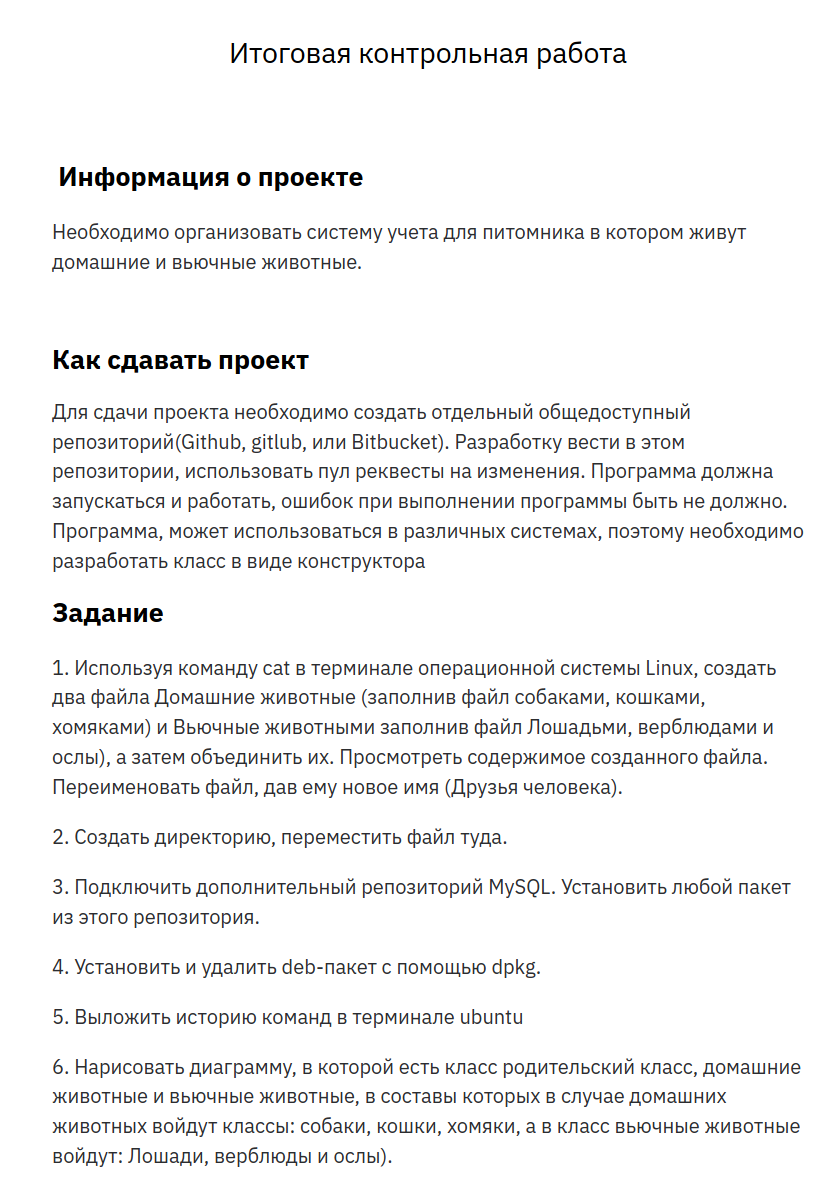 Итоговая контрольная работа
Информация о проекте
Необходимо организовать систему учета для питомника в котором живут
домашние и вьючные животные.
Как сдавать проект
Для сдачи проекта необходимо создать отдельный общедоступный
репозиторий(Github, gitlub, или Bitbucket). Разработку вести в этом
репозитории, использовать пул реквесты на изменения. Программа должна
запускаться и работать, ошибок при выполнении программы быть не должно.
Программа, может использоваться в различных системах, поэтому необходимо
разработать класс в виде конструктора
Задание
1. Используя команду cat в терминале операционной системы Linux, создать
два файла Домашние животные (заполнив файл собаками, кошками,
хомяками) и Вьючные животными заполнив файл Лошадьми, верблюдами и
ослы), а затем объединить их. Просмотреть содержимое созданного файла.
Переименовать файл, дав ему новое имя (Друзья человека).
2. Создать директорию, переместить файл туда.
3. Подключить дополнительный репозиторий MySQL. Установить любой пакет
из этого репозитория.
4. Установить и удалить deb-пакет с помощью dpkg.
5. Выложить историю команд в терминале ubuntu
6. Нарисовать диаграмму, в которой есть класс родительский класс, домашние
животные и вьючные животные, в составы которых в случае домашних
животных войдут классы: собаки, кошки, хомяки, а в класс вьючные животные
войдут: Лошади, верблюды и ослы).